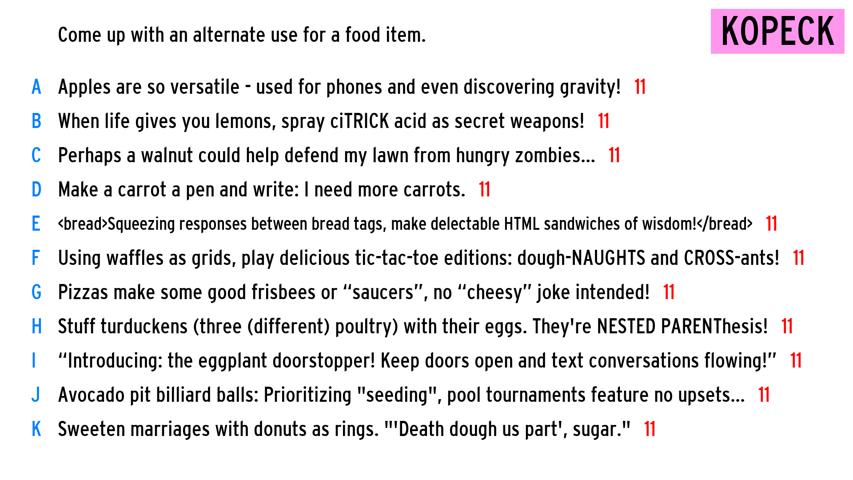 Come up with an alternate use for a food item.
KOPECK
A Apples are so versatile - used for phones and even discovering gravity! 11
B When life gives you lemons, spray ciTRICK acid as secret weapons! 11
C Perhaps a walnut could help defend my lawn from hungry zombies... 11
D Make a carrot a pen and write: I need more carrots. 11
E <bread>Squeezing responses between bread tags, make delectable HTML sandwiches of wisdom!</bread> 11
F Using waffles as grids, play delicious tic-tac-toe editions: dough-NAUGHTS and CROSS-ants! 11
G Pizzas make some good frisbees or “saucers”, no “cheesy” joke intended! 11
H Stuff turduckens (three (different) poultry) with their eggs. They're NESTED PARENThesis! 11
I “Introducing: the eggplant doorstopper! Keep doors open and text conversations flowing!” 11
J Avocado pit billiard balls: Prioritizing "seeding", pool tournaments feature no upsets... 11
K Sweeten marriages with donuts as rings. "'Death dough us part', sugar." 11